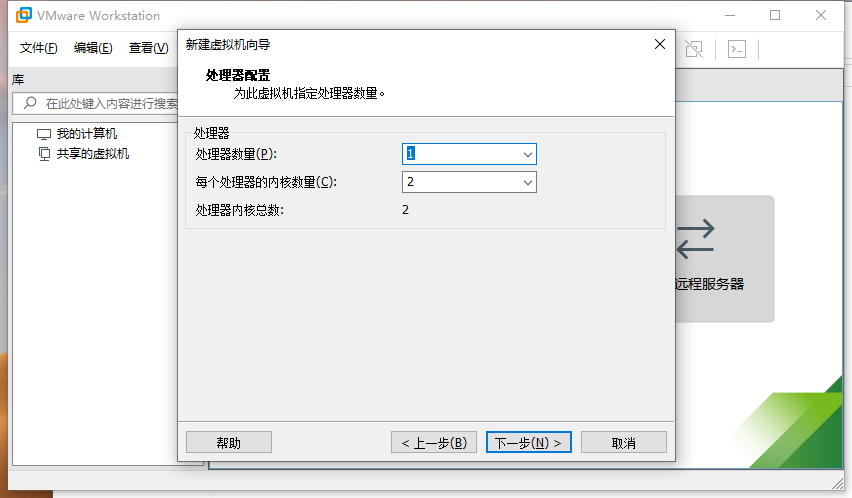 VMware Workstation
文件(F) 编辑(E) 查看(V)
库
在此处键入内容进行搜索
我的计算机
共享的虚拟机
新建虚拟机向导
处理器配置
为此虚拟机指定处理器数量。
处理器
处理器数量(P): 1
每个处理器的内核数量(C): 2
处理器内核总数: 2
远程服务器
帮助 < 上一步(B) 下一步(N) > 取消